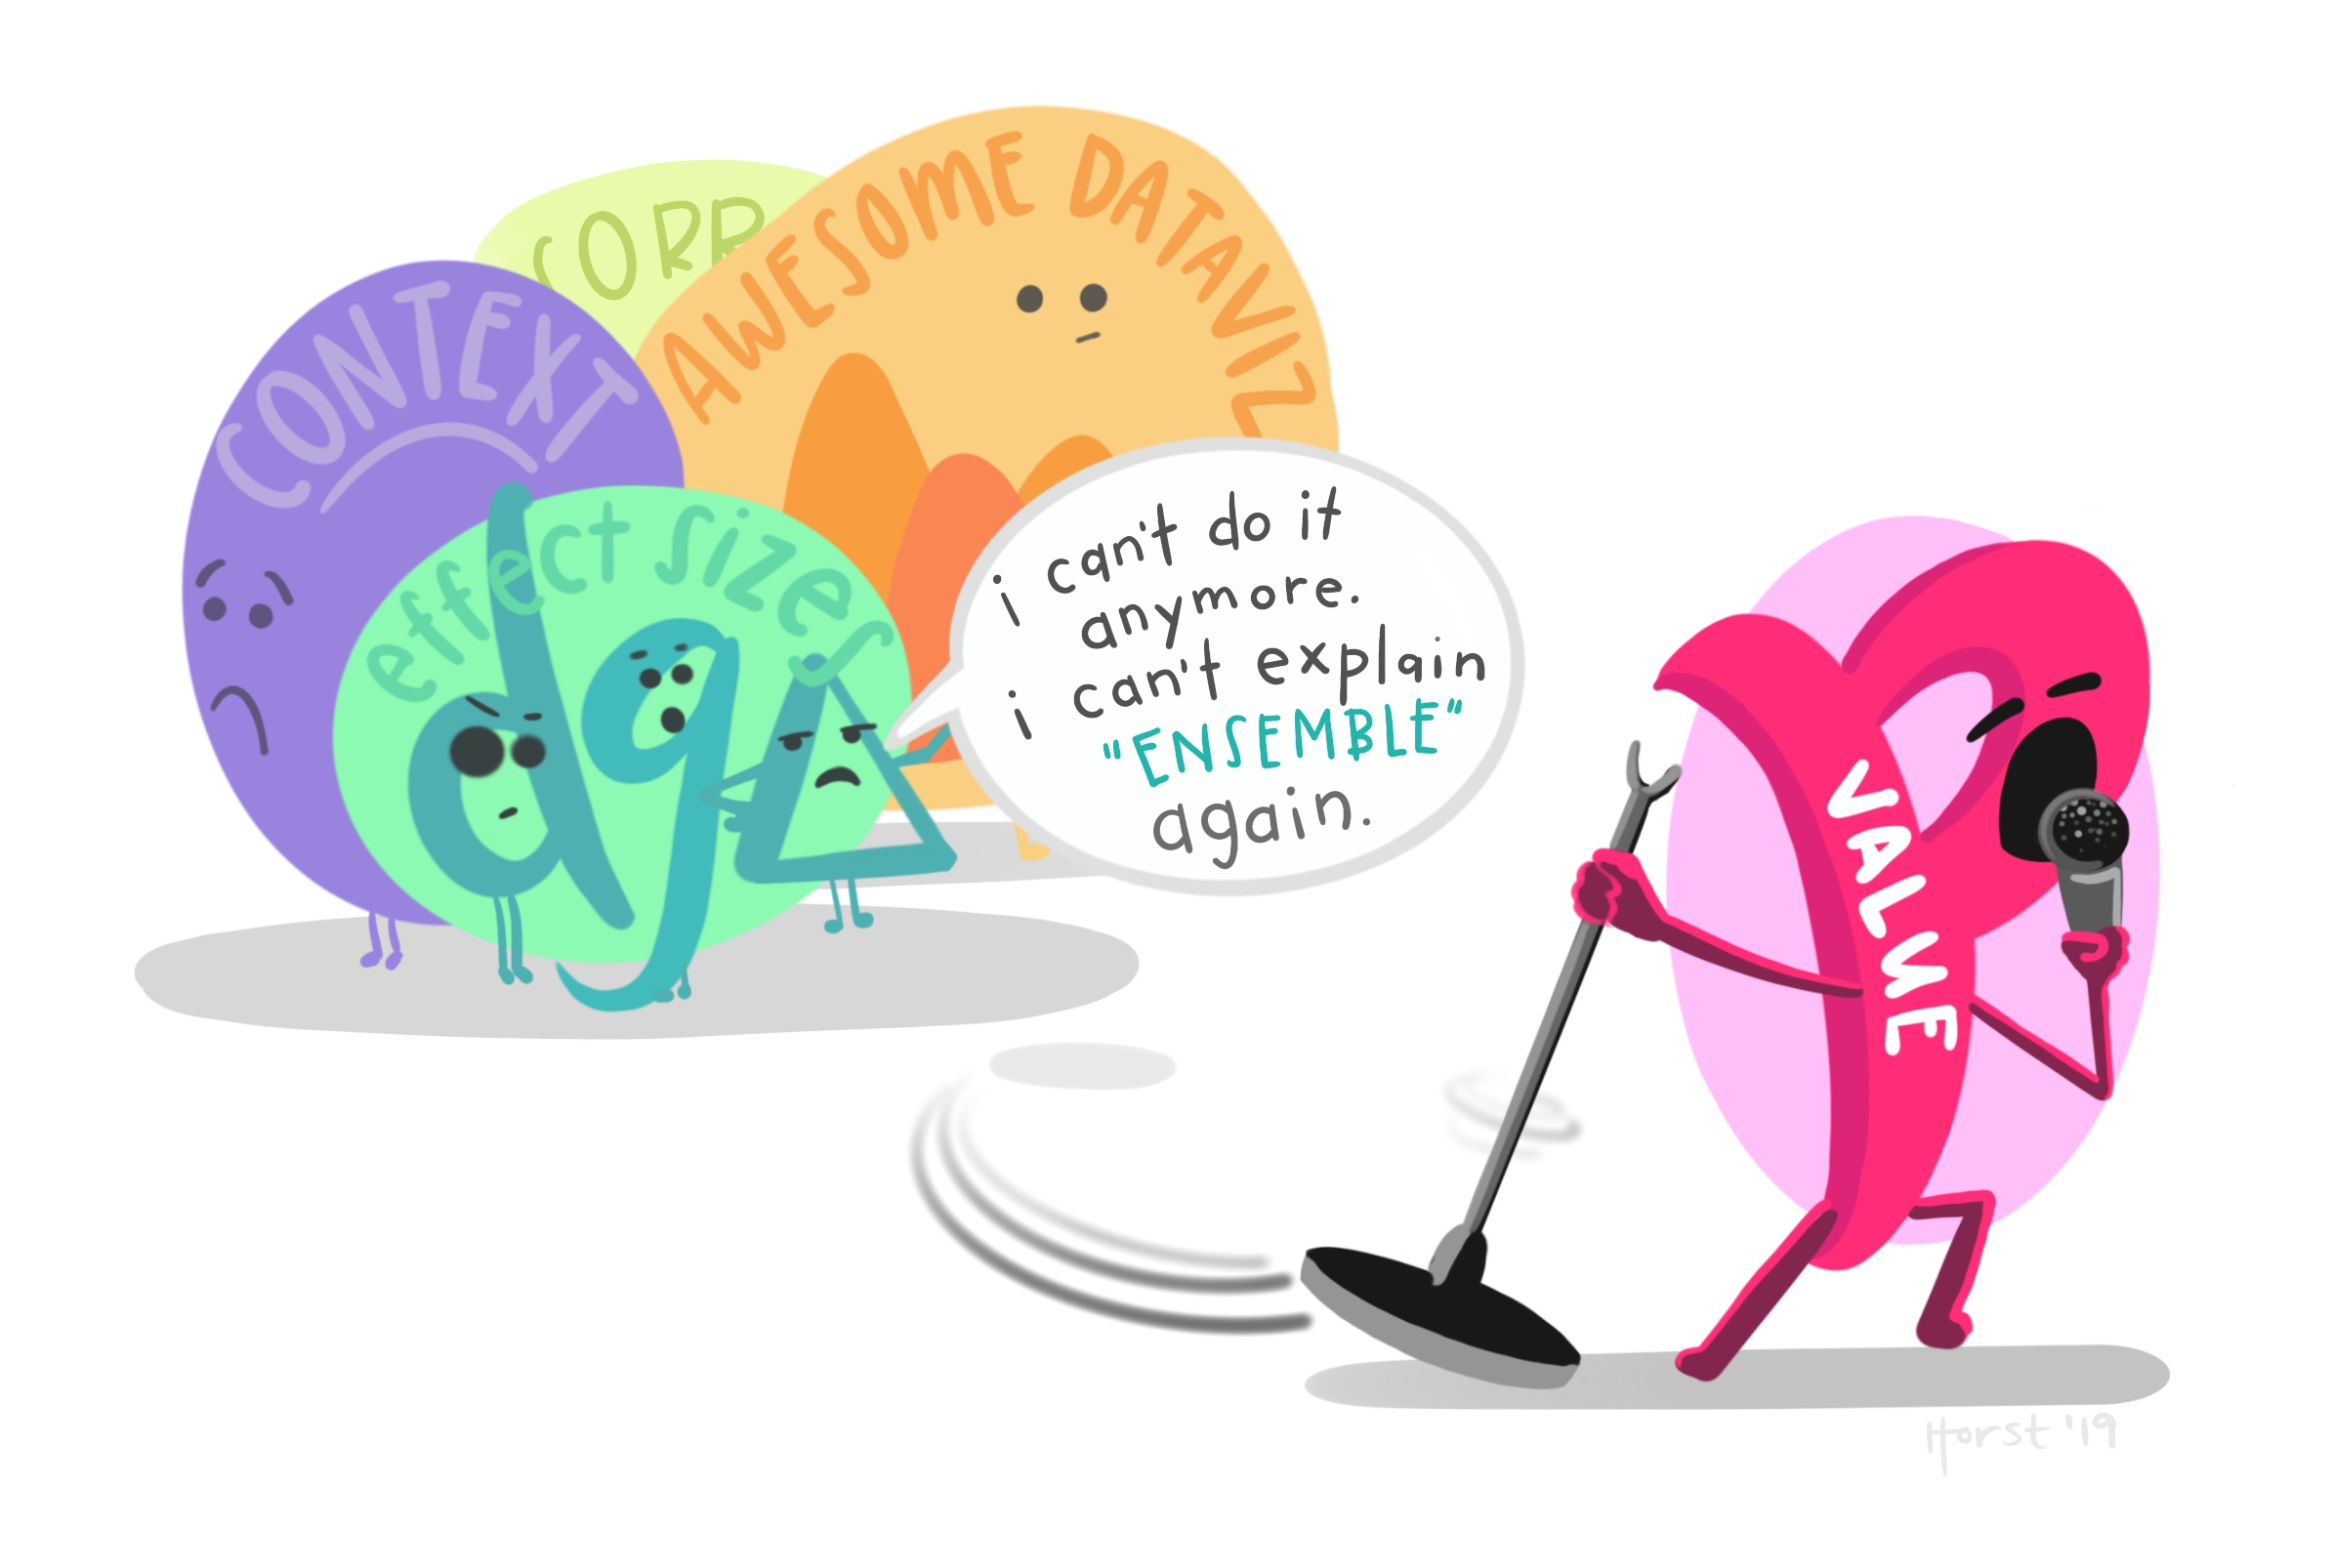 CORR
AWESOME DATAVIZ
CONTEXT
effect sizes
d g Δ
i can't do it
anymore.
i can't explain
"ENSEMBLE"
again.
p VALUE
Horst '19